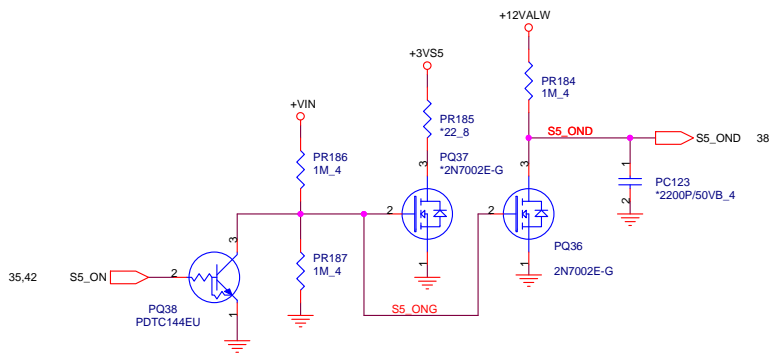 +12VALW
+3VS5
PR184
1M_4
+VIN
PR185
*22_8
S5_OND
S5_OND 38
PR186
1M_4
3
PQ37
*2N7002E-G
3
1
PC123
*2200P/50VB_4
2
2
2
PQ36
2N7002E-G
3
PR187
1M_4
1
1
35,42 S5_ON
2
S5_ONG
PQ38
PDTC144EU
1